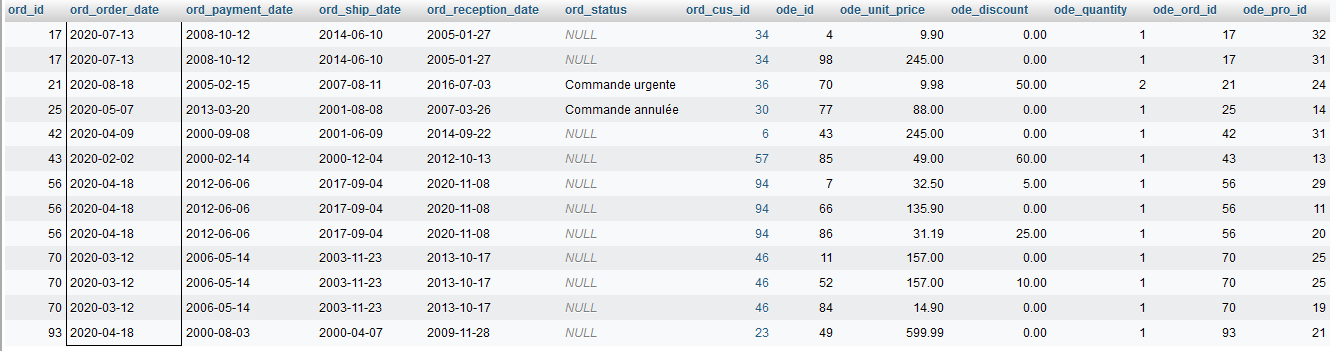 ord_id ord_order_date ord_payment_date ord_ship_date ord_reception_date ord_status ord_cus_id ode_id ode_unit_price ode_discount ode_quantity ode_ord_id ode_pro_id
17 2020-07-13 2008-10-12 2014-06-10 2005-01-27 NULL 34 4 9.90 0.00 1 17 32
17 2020-07-13 2008-10-12 2014-06-10 2005-01-27 NULL 34 98 245.00 0.00 1 17 31
21 2020-08-18 2005-02-15 2007-08-11 2016-07-03 Commande urgente 36 70 9.98 50.00 2 21 24
25 2020-05-07 2013-03-20 2001-08-08 2007-03-26 Commande annulée 30 77 88.00 0.00 1 25 14
42 2020-04-09 2000-09-08 2001-06-09 2014-09-22 NULL 6 43 245.00 0.00 1 42 31
43 2020-02-02 2000-02-14 2000-12-04 2012-10-13 NULL 57 85 49.00 60.00 1 43 13
56 2020-04-18 2012-06-06 2017-09-04 2020-11-08 NULL 94 7 32.50 5.00 1 56 29
56 2020-04-18 2012-06-06 2017-09-04 2020-11-08 NULL 94 66 135.90 0.00 1 56 11
56 2020-04-18 2012-06-06 2017-09-04 2020-11-08 NULL 94 86 31.19 25.00 1 56 20
70 2020-03-12 2006-05-14 2003-11-23 2013-10-17 NULL 46 11 157.00 0.00 1 70 25
70 2020-03-12 2006-05-14 2003-11-23 2013-10-17 NULL 46 52 157.00 10.00 1 70 25
70 2020-03-12 2006-05-14 2003-11-23 2013-10-17 NULL 46 84 14.90 0.00 1 70 19
93 2020-04-18 2000-08-03 2000-04-07 2009-11-28 NULL 23 49 599.99 0.00 1 93 21